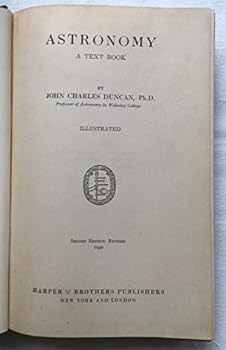 ASTRONOMY
A TEXT BOOK
BY
JOHN CHARLES DUNCAN, Ph.D.
Professor of Astronomy in Wellesley College
ILLUSTRATED
Second Edition Revised
1930
HARPER & BROTHERS PUBLISHERS
NEW YORK AND LONDON